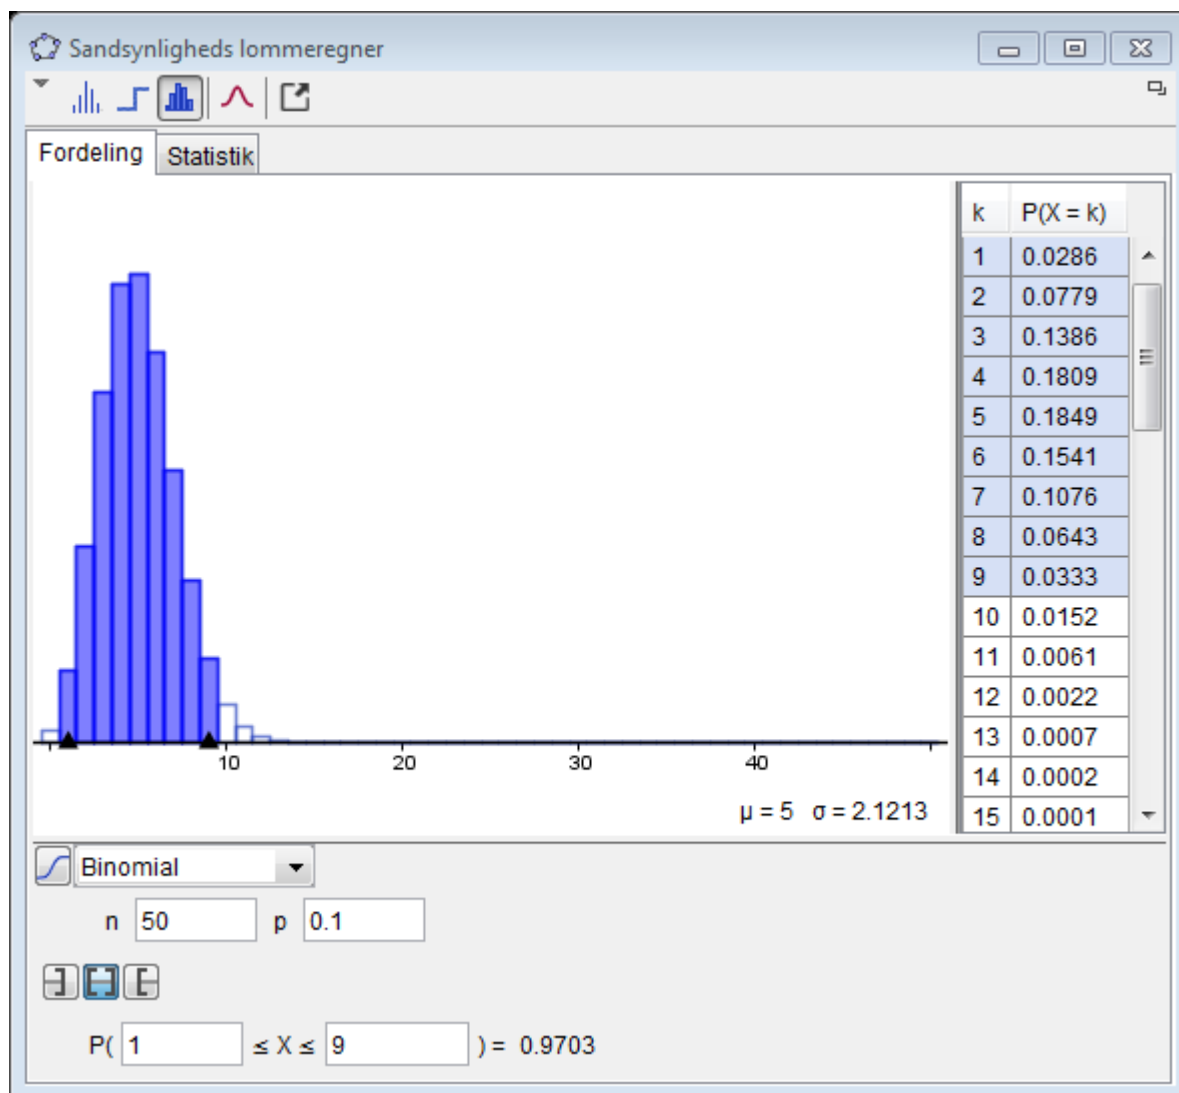 Sandsynligheds lommeregner
Fordeling Statistik
k P(X = k)
1 0.0286
2 0.0779
3 0.1386
4 0.1809
5 0.1849
6 0.1541
7 0.1076
8 0.0643
9 0.0333
10 0.0152
11 0.0061
12 0.0022
13 0.0007
14 0.0002
15 0.0001
10 20 30 40
μ = 5 σ = 2.1213
Binomial
n 50 p 0.1
P( 1 ≤ X ≤ 9 ) = 0.9703